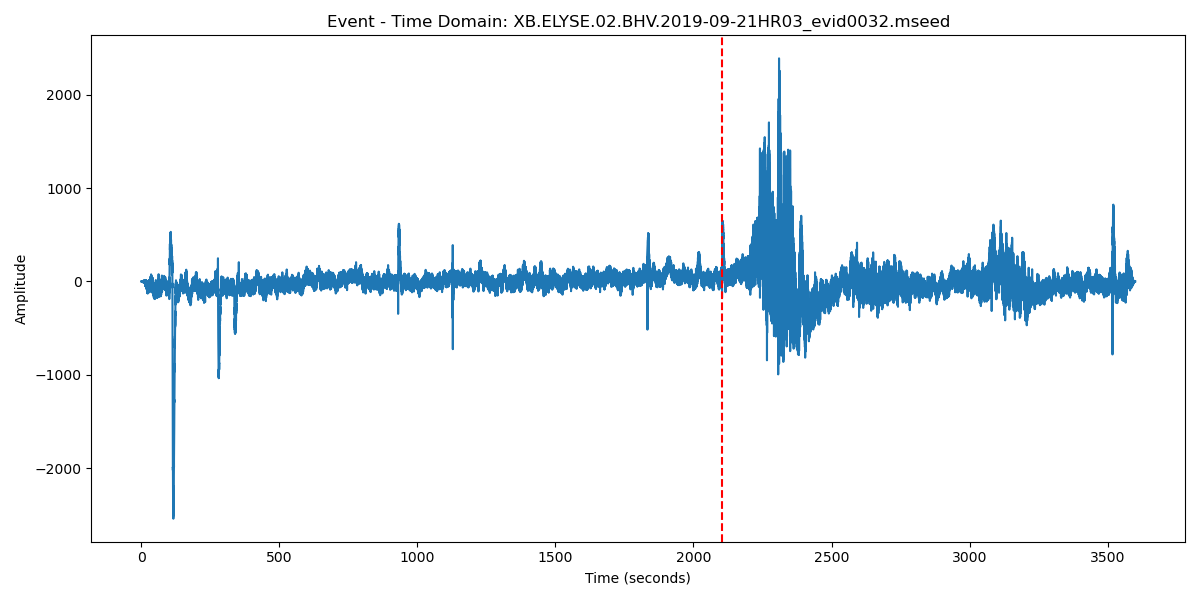 Event - Time Domain: XB.ELYSE.02.BHV.2019-09-21HR03_evid0032.mseed
Amplitude
2000
1000
0
−1000
−2000
0 500 1000 1500 2000 2500 3000 3500
Time (seconds)